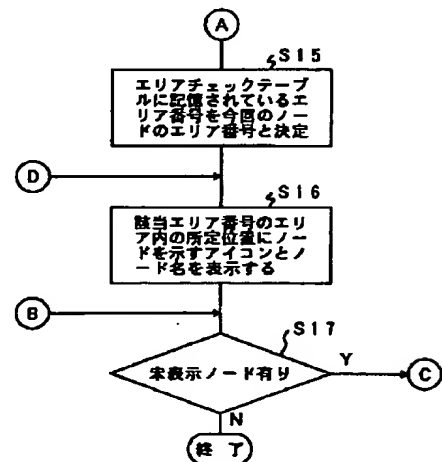 A
S15
エリアチェックテーブ
ルに記憶されているエ
リア番号を今回のノー
ドのエリア番号と決定
D
S16
該当エリア番号のエリ
ア内の所定位置にノー
ドを示すアイコンとノ
ード名を表示する
B
S17
未表示ノード有り
Y
C
N
終了